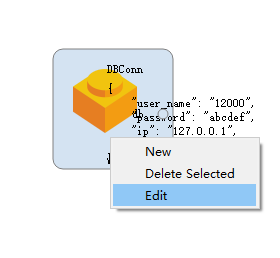 DBConn
{
"user_name": "12000",
"password": "abcdef",
"ip": "127.0.0.1",
New
Delete Selected
Edit